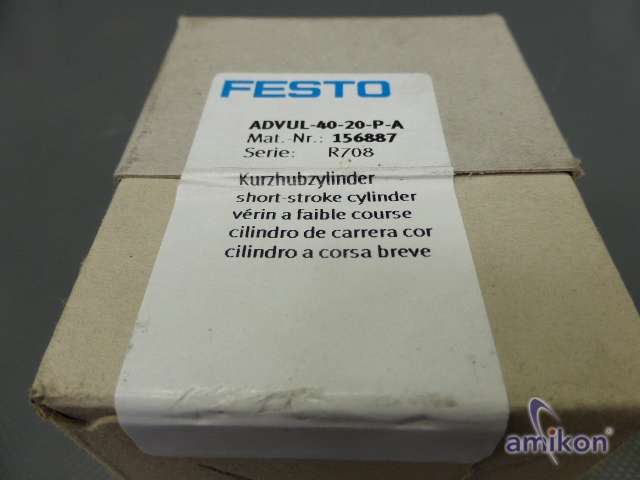 FESTO
ADVUL-40-20-P-A
Mat.-Nr.: 156887
Serie: R708
Kurzhubzylinder
short-stroke cylinder
vérin a faible course
cilindro de carrera cor
cilindro a corsa breve
amikon®